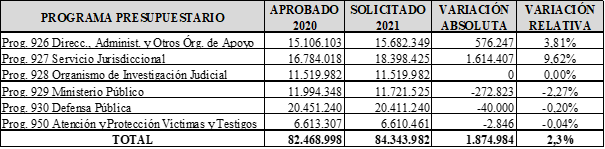 PROGRAMA PRESUPUESTARIO APROBADO 2020 SOLICITADO 2021 VARIACIÓN ABSOLUTA VARIACIÓN RELATIVA
Prog. 926 Direcc., Administ. y Otros Órg. de Apoyo 15.106.103 15.682.349 576.247 3,81%
Prog. 927 Servicio Jurisdiccional 16.784.018 18.398.425 1.614.407 9,62%
Prog. 928 Organismo de Investigación Judicial 11.519.982 11.519.982 0 0,00%
Prog. 929 Ministerio Público 11.994.348 11.721.525 -272.823 -2,27%
Prog. 930 Defensa Pública 20.451.240 20.411.240 -40.000 -0,20%
Prog. 950 Atención y Protección Víctimas y Testigos 6.613.307 6.610.461 -2.846 -0,04%
TOTAL 82.468.998 84.343.982 1.874.984 2,3%